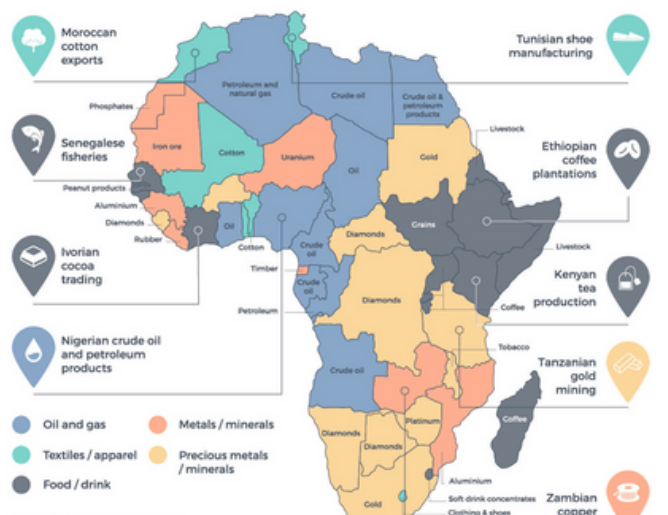 Moroccan
cotton
exports
Tunisian shoe
manufacturing
Petroleum and
natural gas
Crude oil
Crude oil &
petroleum
products
Phosphates
Senegalese
fisheries
Iron ore
Cotton
Uranium
Gold
Livestock
Ethiopian
coffee
plantations
Oil
Peanut products
Aluminium
Diamonds
Rubber
Oil
Cotton
Grains
Diamonds
Livestock
Ivorian
cocoa
trading
Crude
oil
Timber
Crude
oil
Diamonds
Kenyan
tea
production
Coffee
Petroleum
Nigerian crude oil
and petroleum
products
Tobacco
Tanzanian
gold
mining
Crude oil
Oil and gas
Metals / minerals
Textiles / apparel
Precious metals
/ minerals
Food / drink
Diamonds
Diamonds
Platinum
Coffee
Gold
Aluminium
Soft drink concentrates
Clothing & shoes
Zambian
copper